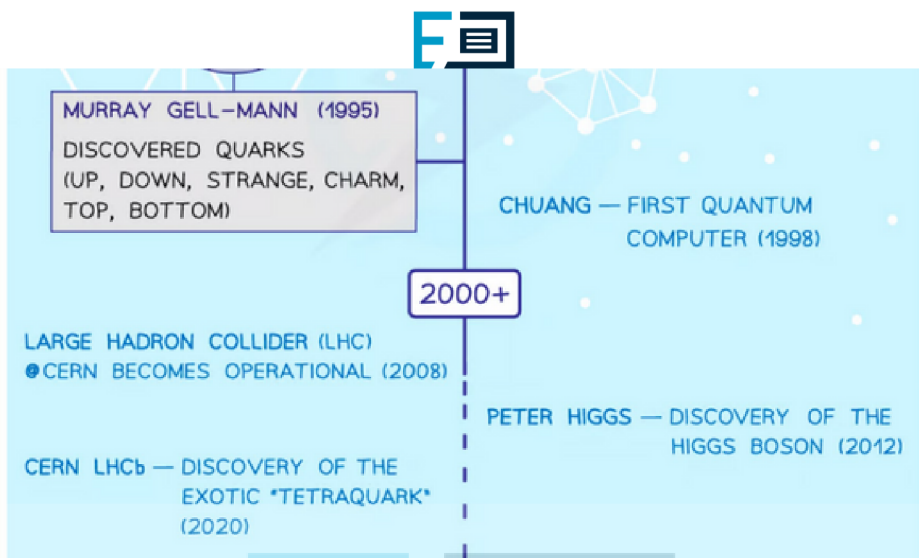 MURRAY GELL-MANN (1995)
DISCOVERED QUARKS
(UP, DOWN, STRANGE, CHARM,
TOP, BOTTOM)
CHUANG — FIRST QUANTUM
COMPUTER (1998)
2000+
LARGE HADRON COLLIDER (LHC)
@CERN BECOMES OPERATIONAL (2008)
PETER HIGGS — DISCOVERY OF THE
HIGGS BOSON (2012)
CERN LHCb — DISCOVERY OF THE
EXOTIC "TETRAQUARK"
(2020)